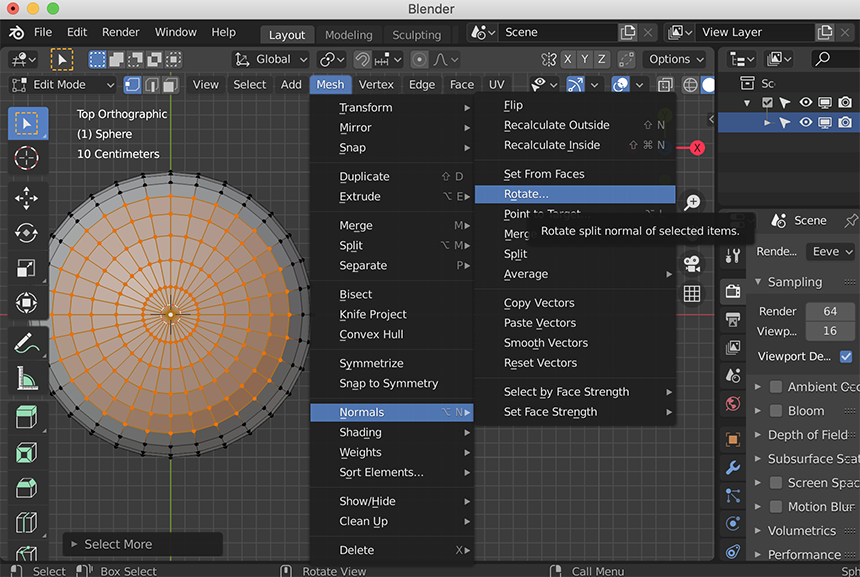 Blender
File Edit Render Window Help Layout Modeling Sculpting Scene View Layer
Global X Y Z Options
Edit Mode View Select Add Mesh Vertex Edge Face UV
Top Orthographic
(1) Sphere
10 Centimeters
Select More
Transform
Mirror
Snap
Duplicate ⇧ D
Extrude ⌥ E
Merge M
Split ⌥ M
Separate P
Bisect
Knife Project
Convex Hull
Symmetrize
Snap to Symmetry
Normals ⌥ N
Shading
Weights
Sort Elements...
Show/Hide
Clean Up
Delete X
Flip
Recalculate Outside ⇧ N
Recalculate Inside ⇧ ⌘ N
Set From Faces
Rotate...
Point to Target
Merg
Rotate split normal of selected items.
Split
Average
Copy Vectors
Paste Vectors
Smooth Vectors
Reset Vectors
Select by Face Strength
Set Face Strength
X
Sc
Scene
Rende... Eevee
Sampling
Render 64
Viewp... 16
Viewport De...
Ambient Occ
Bloom
Depth of Field
Subsurface Scat
Screen Spac
Motion Blur
Volumetrics
Performance
Select Box Select Rotate View Call Menu Sph